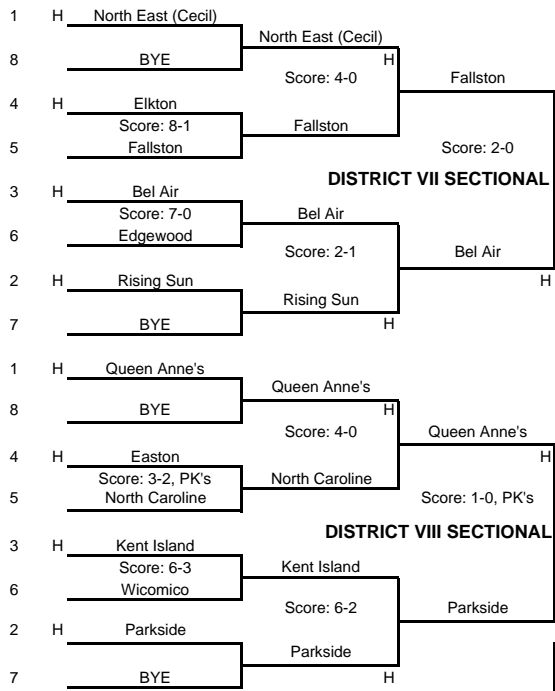 1 H North East (Cecil)
North East (Cecil)
8 BYE H
Score: 4-0 Fallston
4 H Elkton
Score: 8-1 Fallston
5 Fallston Score: 2-0
DISTRICT VII SECTIONAL
3 H Bel Air
Score: 7-0 Bel Air
6 Edgewood
Score: 2-1 Bel Air
2 H Rising Sun H
Rising Sun
7 BYE H
1 H Queen Anne's
Queen Anne's
8 BYE H
Score: 4-0 Queen Anne's
4 H Easton H
Score: 3-2, PK's North Caroline
5 North Caroline Score: 1-0, PK's
DISTRICT VIII SECTIONAL
3 H Kent Island
Score: 6-3 Kent Island
6 Wicomico
Score: 6-2 Parkside
2 H Parkside
Parkside
7 BYE H